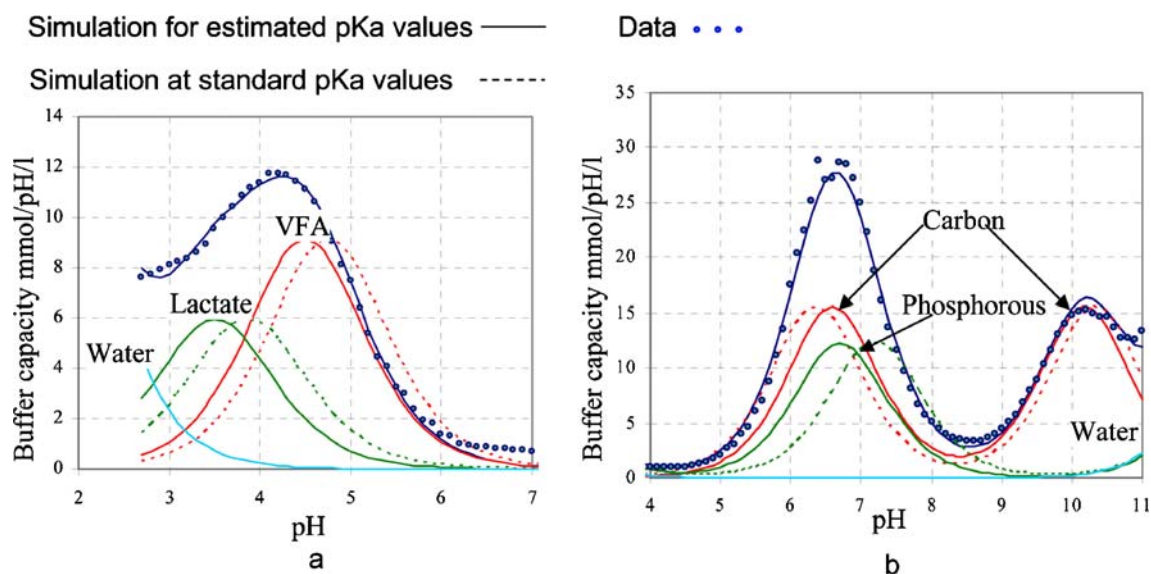 Simulation for estimated pKa values
Data
Simulation at standard pKa values
Buffer capacity mmol/pH/l
14
12
10
8
6
4
2
0
VFA
Lactate
Water
2 3 4 5 6 7
pH
a
Buffer capacity mmol/pH/l
35
30
25
20
15
10
5
0
Carbon
Phosphorous
Water
4 5 6 7 8 9 10 11
pH
b